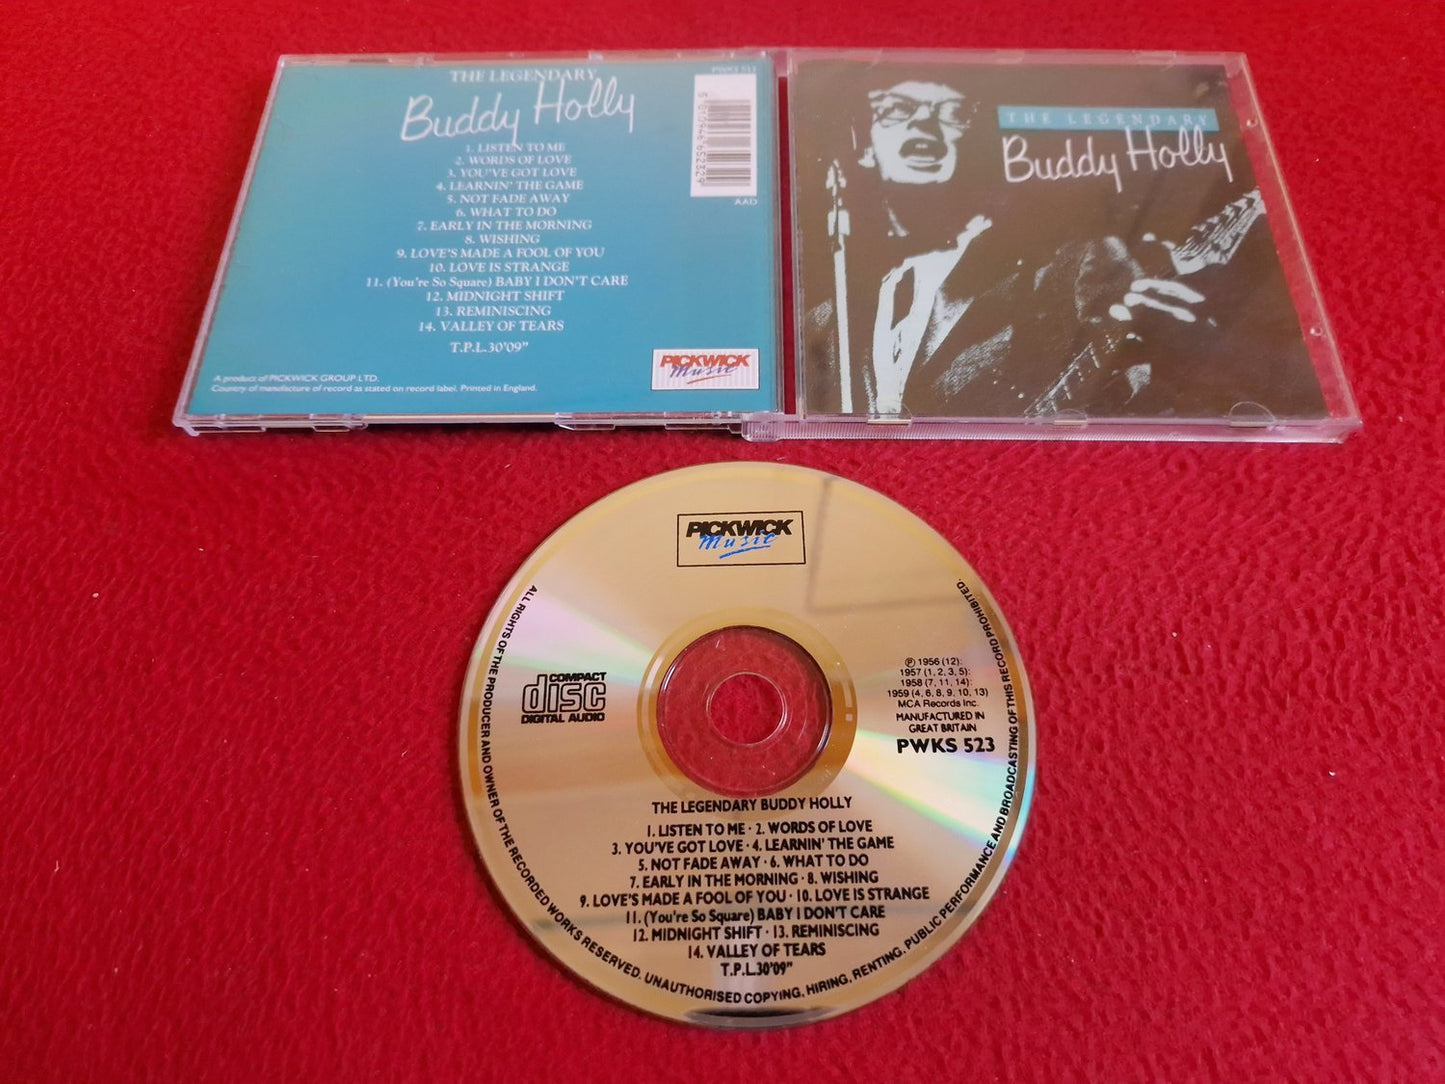 THE LEGENDARY
Buddy Holly
1. LISTEN TO ME
2. WORDS OF LOVE
3. YOU'VE GOT LOVE
4. LEARNIN' THE GAME
5. NOT FADE AWAY
6. WHAT TO DO
7. EARLY IN THE MORNING
8. WISHING
9. LOVE'S MADE A FOOL OF YOU
10. LOVE IS STRANGE
11. (You're So Square) BABY I DON'T CARE
12. MIDNIGHT SHIFT
13. REMINISCING
14. VALLEY OF TEARS
T.P.L.30'09"
A product of PICKWICK GROUP LTD.
Country of manufacture of record as stated on record label. Printed in England.
AAD
PICKWICK
Music
THE LEGENDARY
Buddy Holly
PICKWICK
Music
COMPACT
disc
DIGITAL AUDIO
℗ 1956 (12):
1957 (1, 2, 3, 5):
1958 (7, 11, 14):
1959 (4, 6, 8, 9, 10, 13)
MCA Records Inc.
MANUFACTURED IN
GREAT BRITAIN
PWKS 523
THE LEGENDARY BUDDY HOLLY
1. LISTEN TO ME · 2. WORDS OF LOVE
3. YOU'VE GOT LOVE · 4. LEARNIN' THE GAME
5. NOT FADE AWAY · 6. WHAT TO DO
7. EARLY IN THE MORNING · 8. WISHING
9. LOVE'S MADE A FOOL OF YOU · 10. LOVE IS STRANGE
11. (You're So Square) BABY I DON'T CARE
12. MIDNIGHT SHIFT · 13. REMINISCING
14. VALLEY OF TEARS
T.P.L.30'09"
ALL RIGHTS OF THE PRODUCER AND OWNER OF THE RECORDED WORKS RESERVED. UNAUTHORISED COPYING, HIRING, RENTING, PUBLIC PERFORMANCE AND BROADCASTING OF THIS RECORD PROHIBITED.